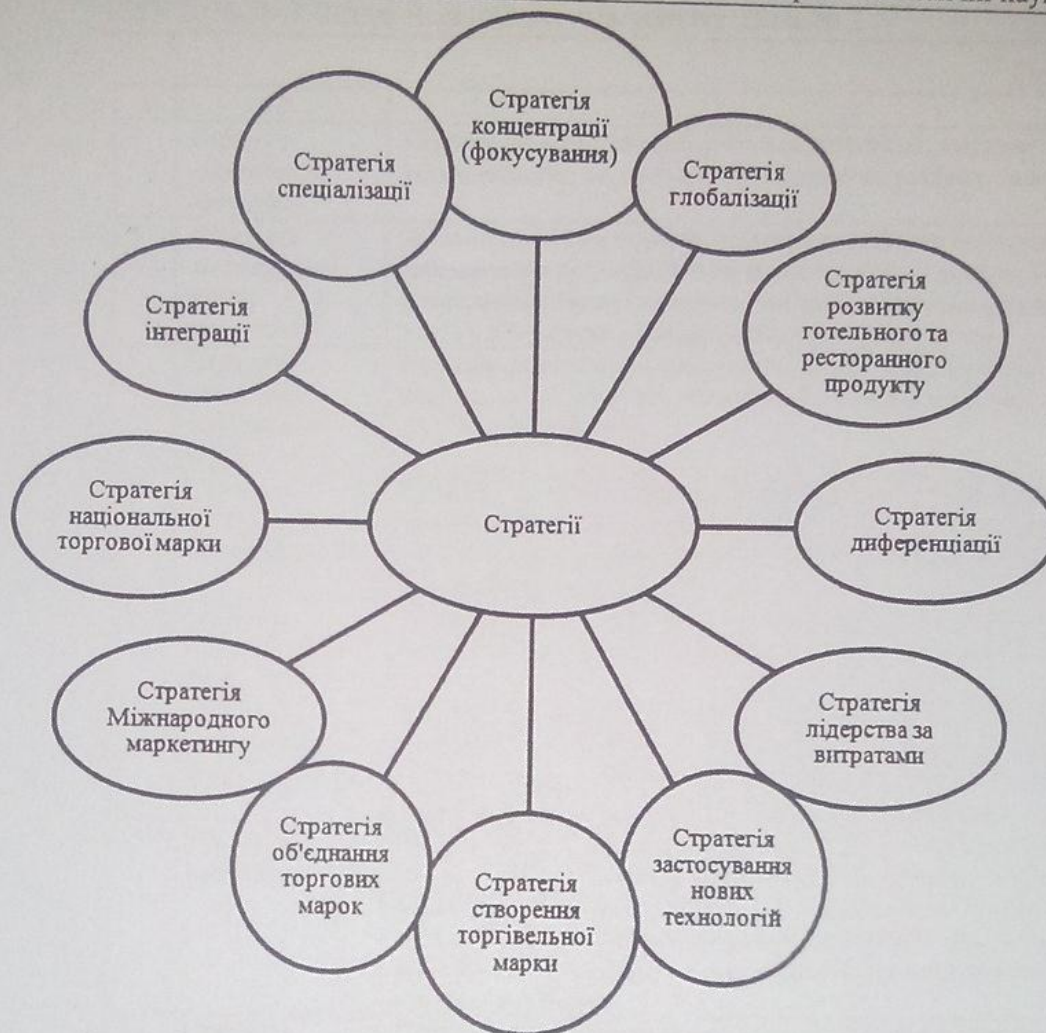 Стратегія
концентрації
(фокусування)
Стратегія
глобалізації
Стратегія
розвитку
готельного та
ресторанного
продукту
Стратегія
диференціації
Стратегія
лідерства за
витратами
Стратегія
застосування
нових
технологій
Стратегія
створення
торгівельної
марки
Стратегія
об'єднання
торгових
марок
Стратегія
Міжнародного
маркетингу
Стратегія
національної
торгової марки
Стратегія
інтеграції
Стратегія
спеціалізації
Стратегії